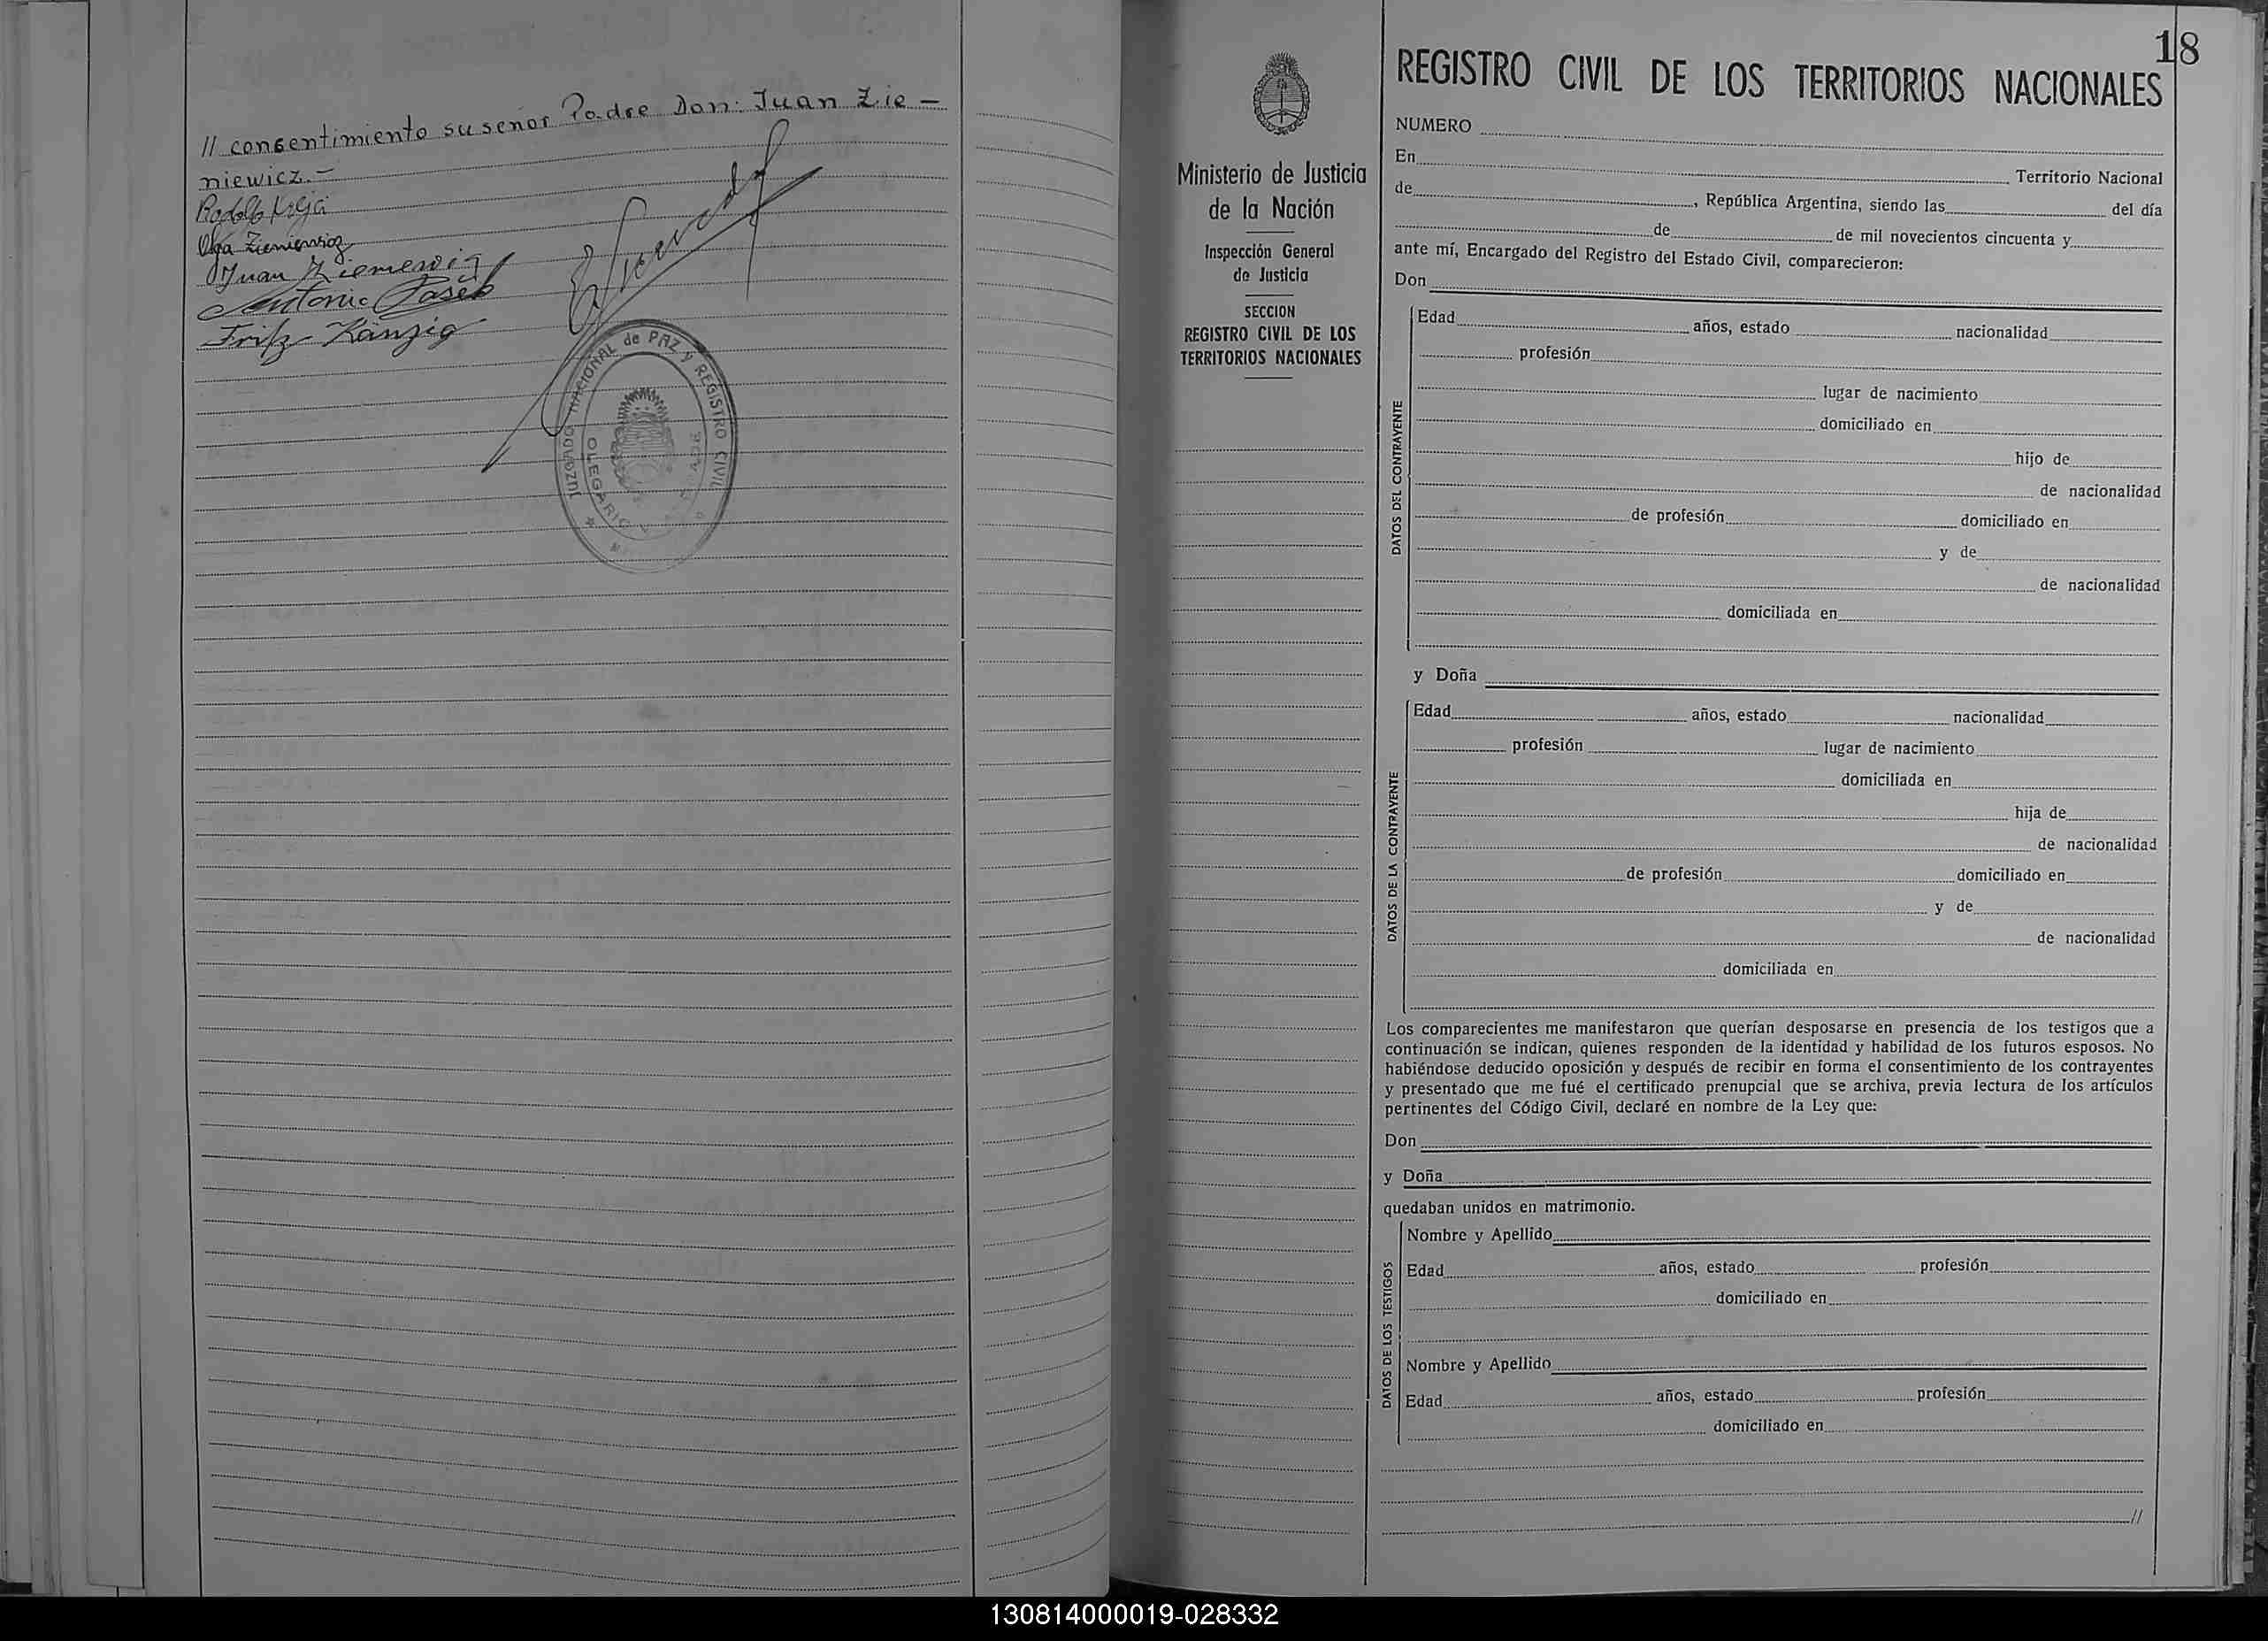 // consentimiento su señor Padre Don: Juan Zie –
niewicz. –
Rodolfo
Olga Zieniewicz
Juan Zieniewicz
Antonio
Fritz Känzig
JUZGADO NACIONAL de PAZ y REGISTRO CIVIL
OLEGARIO V.
18
Ministerio de Justicia
de la Nación
Inspección General
de Justicia
SECCION
REGISTRO CIVIL DE LOS
TERRITORIOS NACIONALES
REGISTRO CIVIL DE LOS TERRITORIOS NACIONALES
NUMERO
En Territorio Nacional
de , República Argentina, siendo las del día
de de mil novecientos cincuenta y
ante mí, Encargado del Registro del Estado Civil, comparecieron:
Don
DATOS DEL CONTRAYENTE
Edad años, estado nacionalidad
profesión
lugar de nacimiento
domiciliado en
hijo de
de nacionalidad
de profesión domiciliado en
y de
de nacionalidad
domiciliada en
y Doña
DATOS DE LA CONTRAYENTE
Edad años, estado nacionalidad
profesión lugar de nacimiento
domiciliada en
hija de
de nacionalidad
de profesión domiciliado en
y de
de nacionalidad
domiciliada en
Los comparecientes me manifestaron que querían desposarse en presencia de los testigos que a
continuación se indican, quienes responden de la identidad y habilidad de los futuros esposos. No
habiéndose deducido oposición y después de recibir en forma el consentimiento de los contrayentes
y presentado que me fué el certificado prenupcial que se archiva, previa lectura de los artículos
pertinentes del Código Civil, declaré en nombre de la Ley que:
Don
y Doña
quedaban unidos en matrimonio.
DATOS DE LOS TESTIGOS
Nombre y Apellido
Edad años, estado profesión
domiciliado en
Nombre y Apellido
Edad años, estado profesión
domiciliado en
//
130814000019-028332